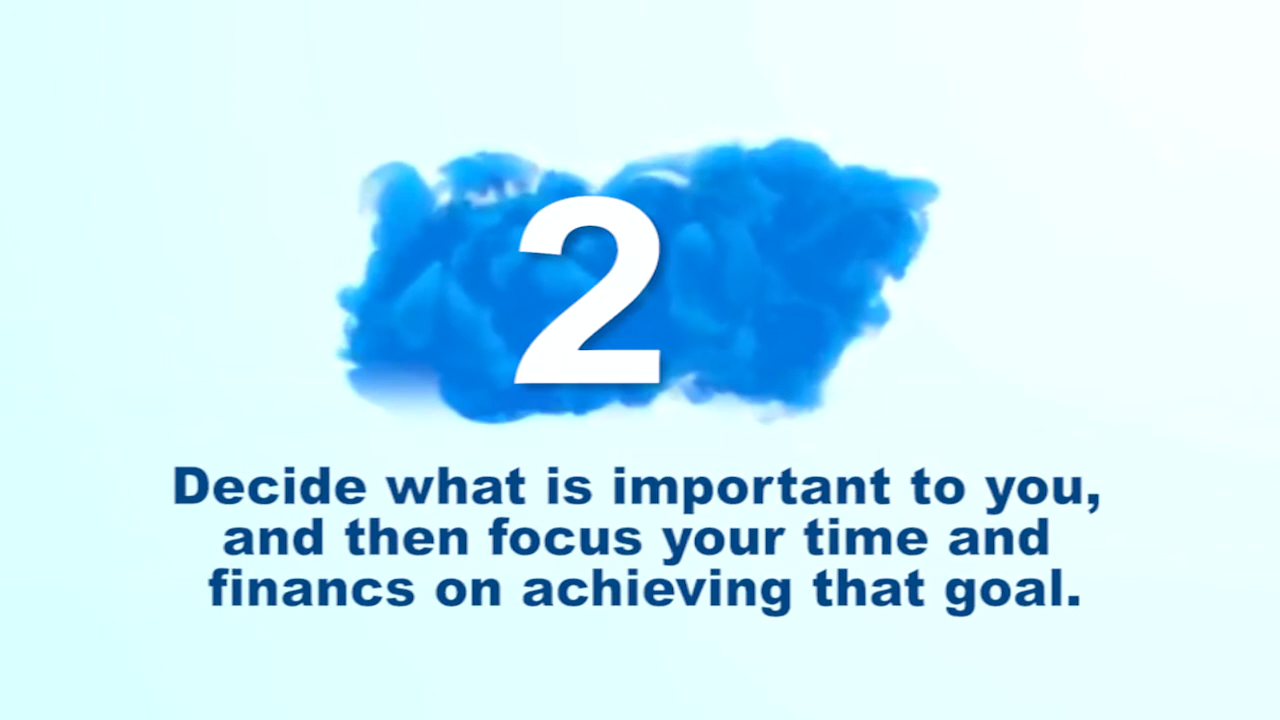 2
Decide what is important to you,
and then focus your time and
financs on achieving that goal.